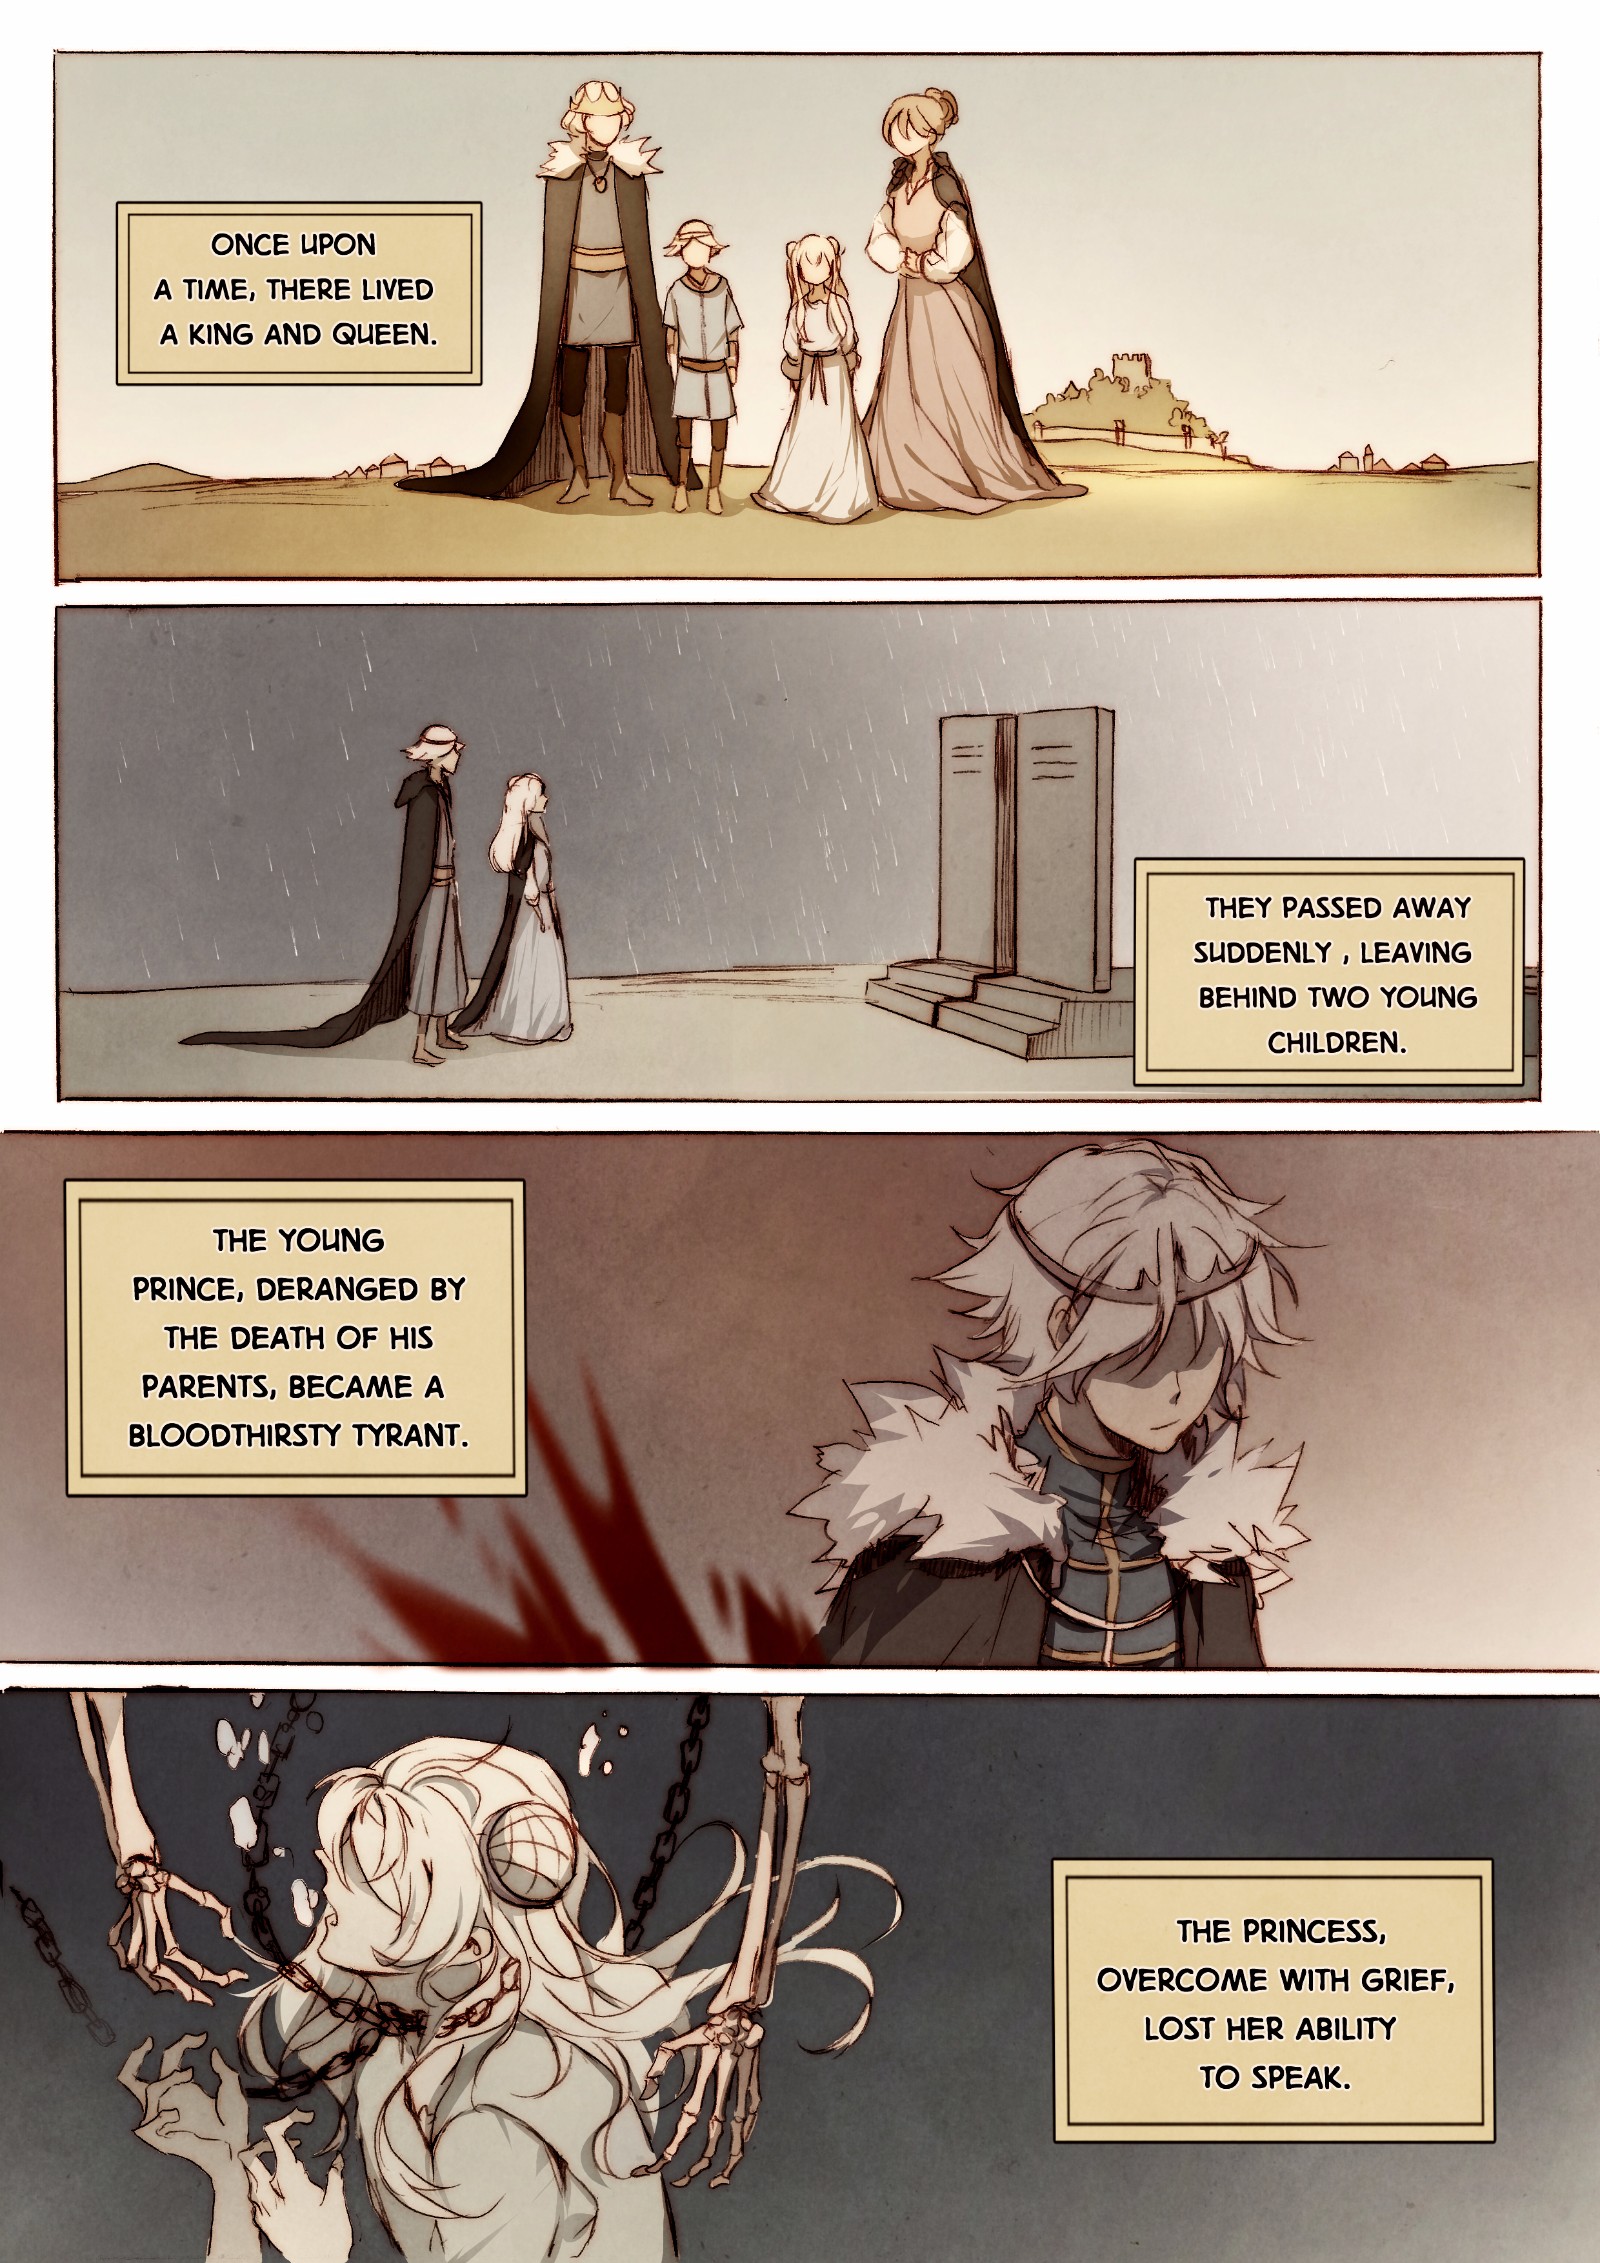 ONCE UPON
A TIME, THERE LIVED
A KING AND QUEEN.
THEY PASSED AWAY
SUDDENLY , LEAVING
BEHIND TWO YOUNG
CHILDREN.
THE YOUNG
PRINCE, DERANGED BY
THE DEATH OF HIS
PARENTS, BECAME A
BLOODTHIRSTY TYRANT.
THE PRINCESS,
OVERCOME WITH GRIEF,
LOST HER ABILITY
TO SPEAK.